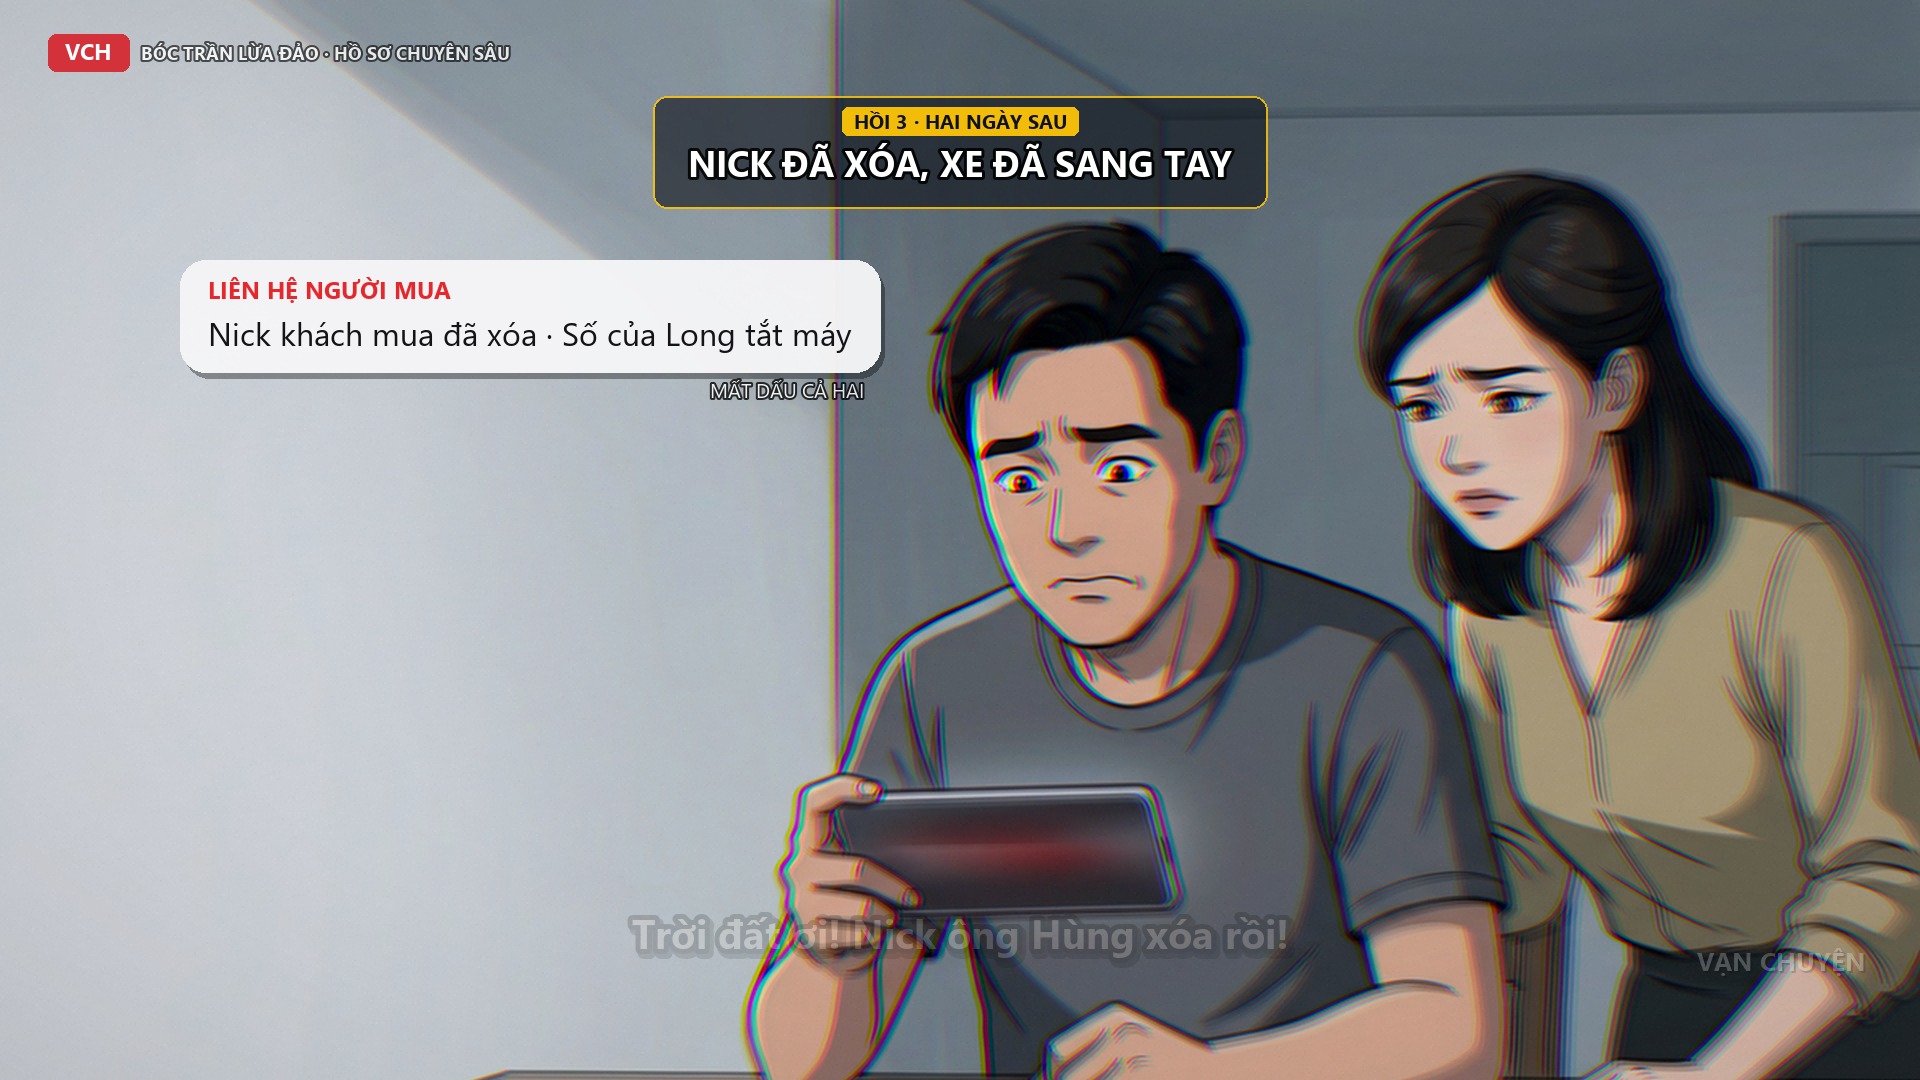 VCH BÓC TRẦN LỪA ĐẢO · HỒ SƠ CHUYÊN SÂU
HỒI 3 · HAI NGÀY SAU
NICK ĐÃ XÓA, XE ĐÃ SANG TAY
LIÊN HỆ NGƯỜI MUA
Nick khách mua đã xóa · Số của Long tắt máy
MẤT DẤU CẢ HAI
Trời đất ơi! Nick ông Hùng xóa rồi!
VẠN CHUYỆN